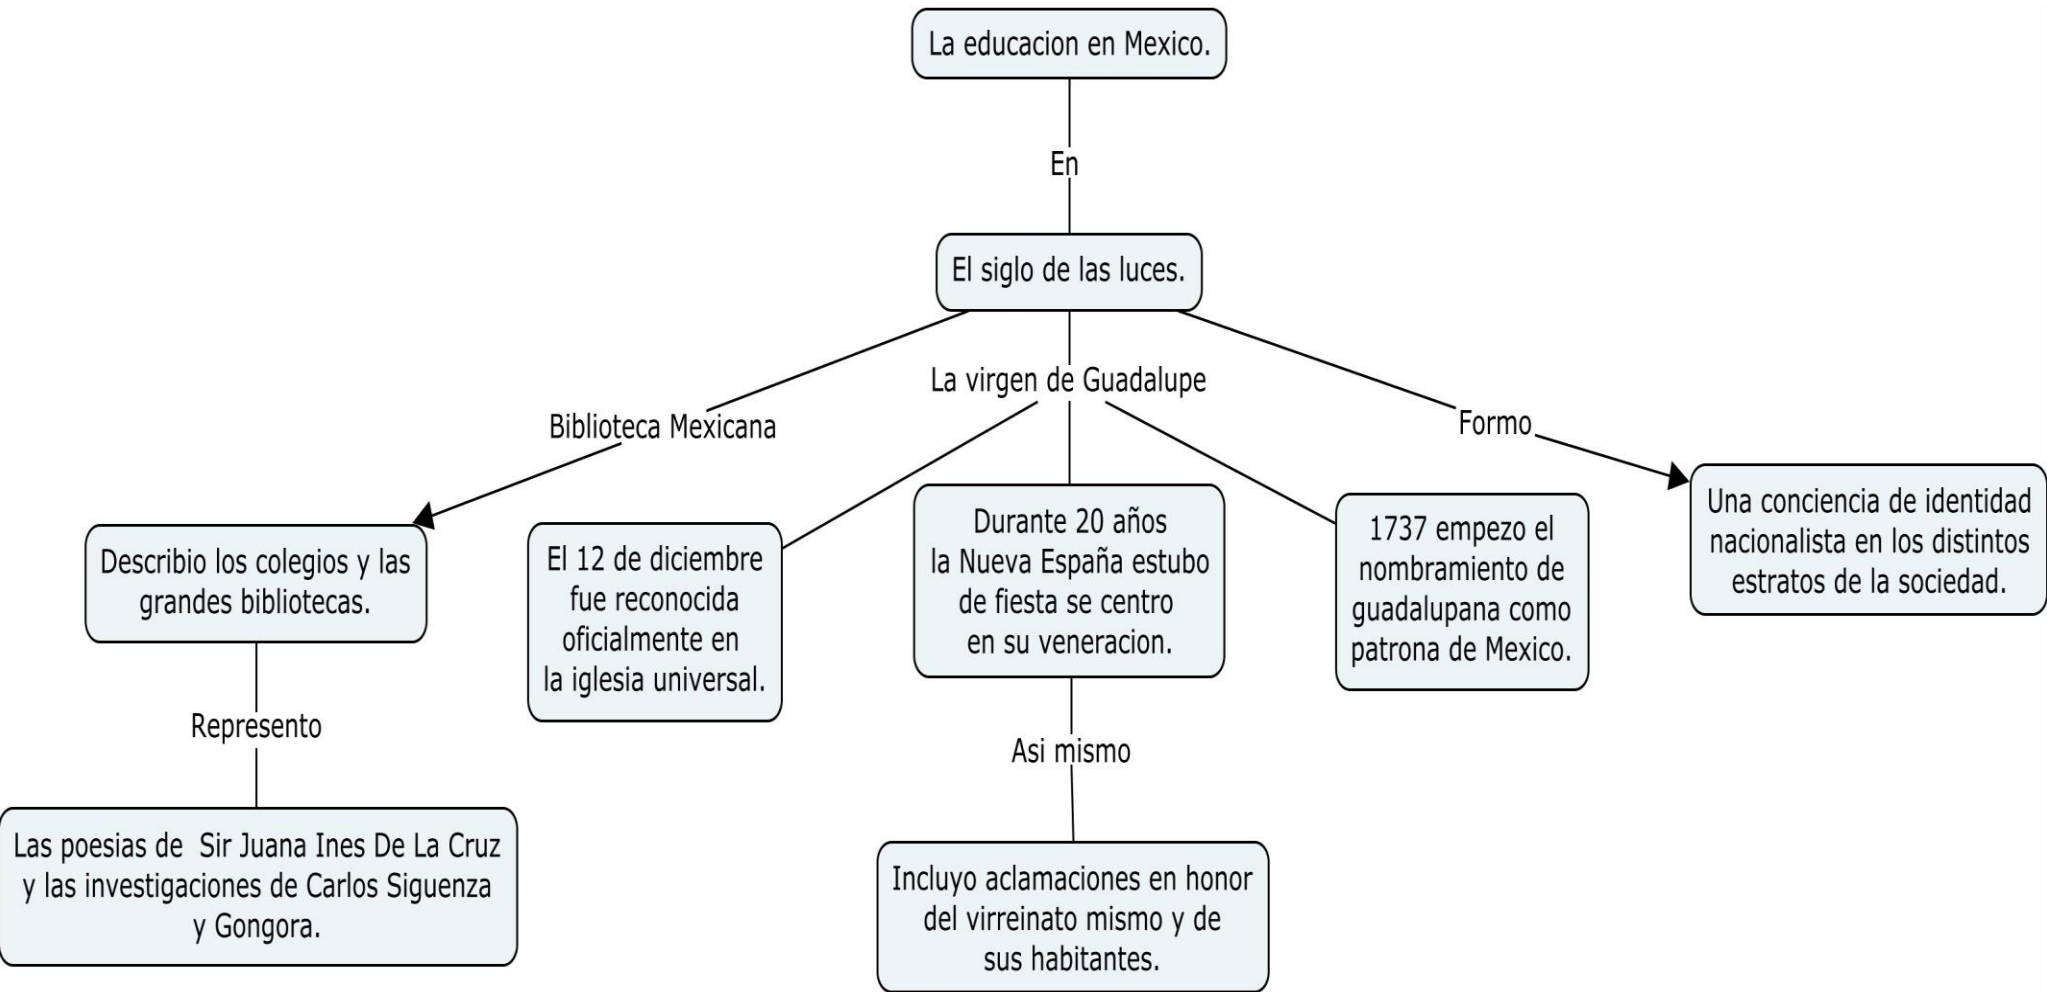 La educacion en Mexico.
En
El siglo de las luces.
La virgen de Guadalupe
Biblioteca Mexicana
Formo
Describio los colegios y las
grandes bibliotecas.
El 12 de diciembre
fue reconocida
oficialmente en
la iglesia universal.
Durante 20 años
la Nueva España estubo
de fiesta se centro
en su veneracion.
1737 empezo el
nombramiento de
guadalupana como
patrona de Mexico.
Una conciencia de identidad
nacionalista en los distintos
estratos de la sociedad.
Represento
Asi mismo
Las poesias de  Sir Juana Ines De La Cruz
y las investigaciones de Carlos Siguenza
y Gongora.
Incluyo aclamaciones en honor
del virreinato mismo y de
sus habitantes.